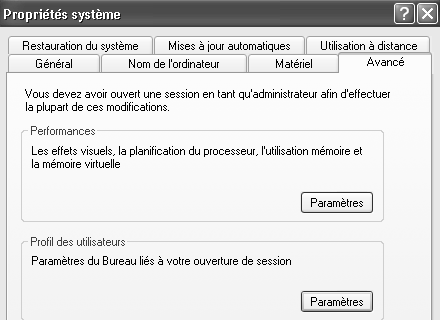 Propriétés système
Restauration du système
Mises à jour automatiques
Utilisation à distance
Général
Nom de l'ordinateur
Matériel
Avancé
Vous devez avoir ouvert une session en tant qu'administrateur afin d'effectuer
la plupart de ces modifications.
Performances
Les effets visuels, la planification du processeur, l'utilisation mémoire et
la mémoire virtuelle
Paramètres
Profil des utilisateurs
Paramètres du Bureau liés à votre ouverture de session
Paramètres